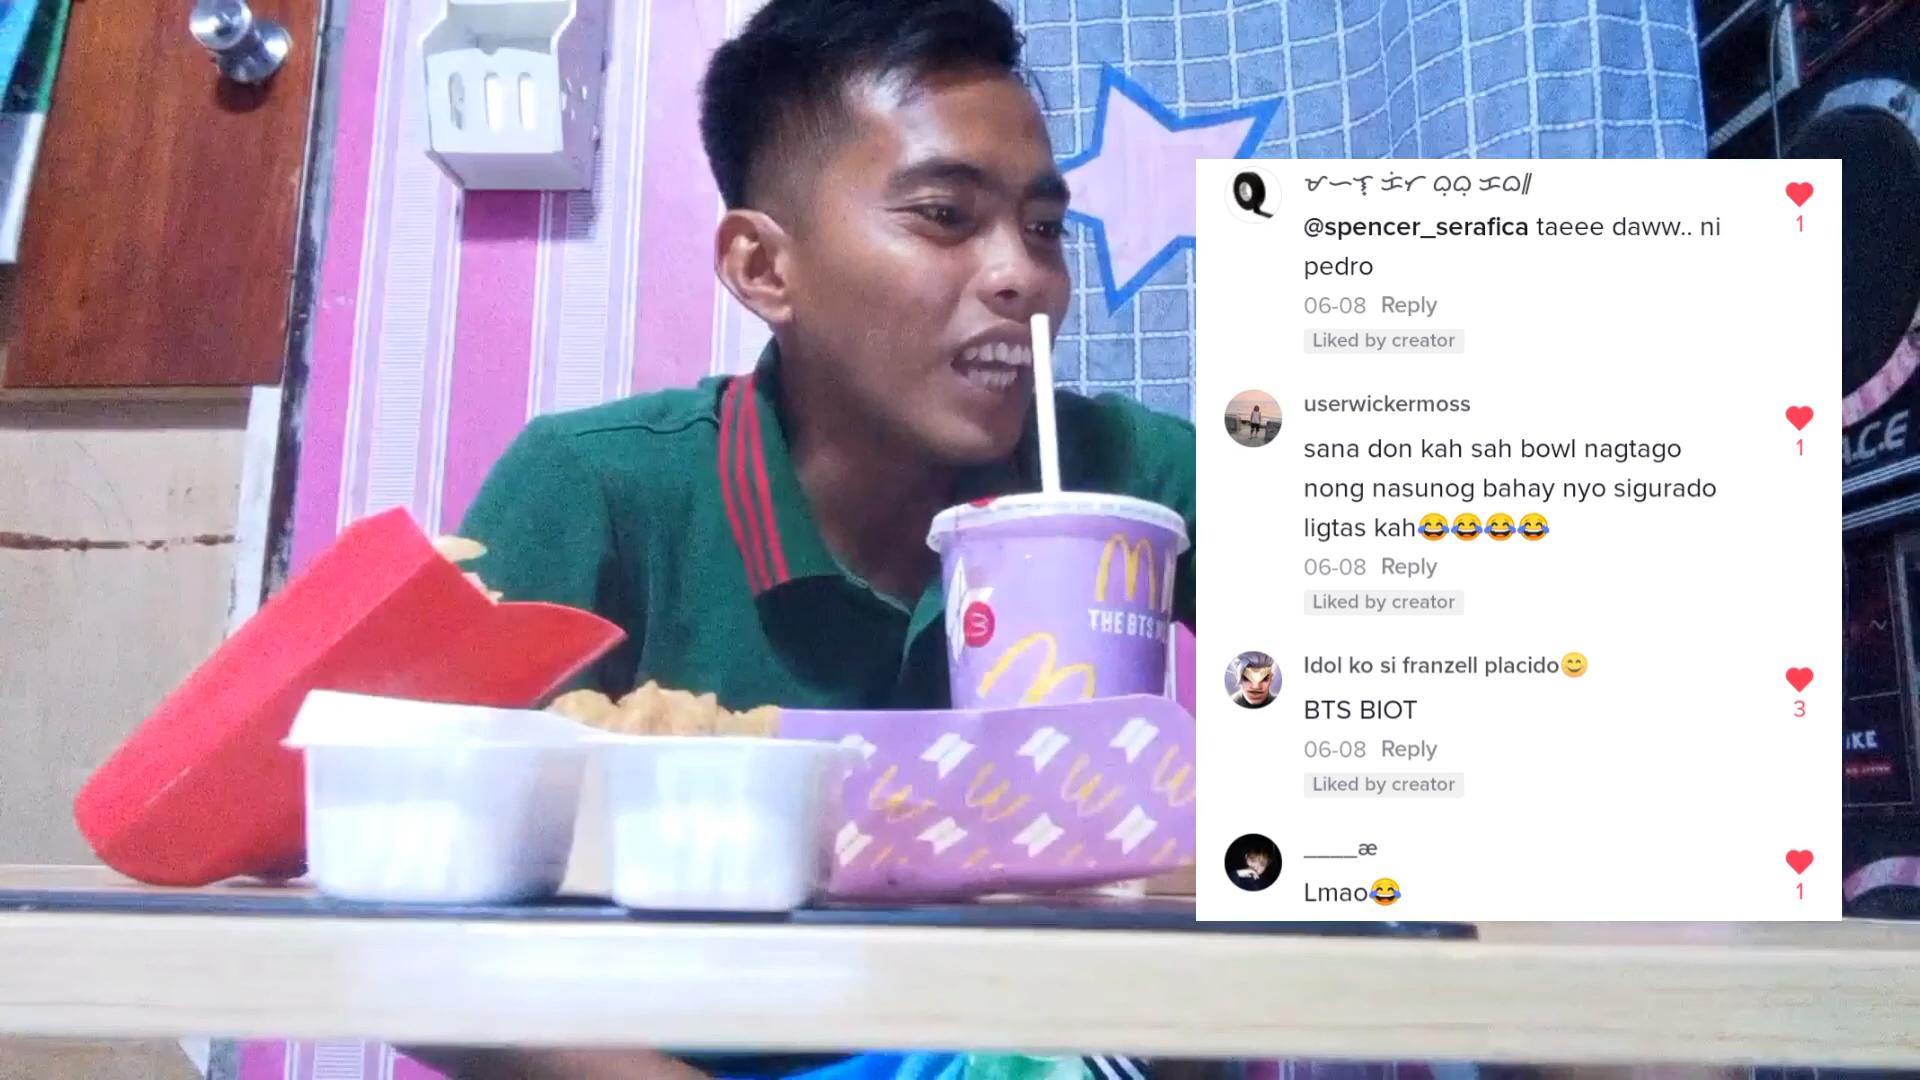 @spencer_serafica taeee daww.. ni
pedro
06-08 Reply
Liked by creator
1
userwickermoss
sana don kah sah bowl nagtago
nong nasunog bahay nyo sigurado
ligtas kah😂😂😂😂
06-08 Reply
Liked by creator
1
Idol ko si franzell placido😊
BTS BIOT
06-08 Reply
Liked by creator
3
____æ
Lmao😂
1
THE BTS